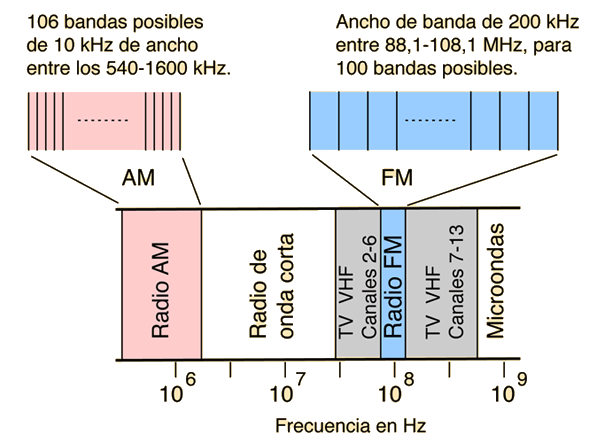 106 bandas posibles
de 10 kHz de ancho
entre los 540-1600 kHz.
Ancho de banda de 200 kHz
entre 88,1-108,1 MHz, para
100 bandas posibles.
AM
FM
Radio AM
Radio de
onda corta
TV VHF
Canales 2-6
Radio FM
TV VHF
Canales 7-13
Microondas
10 6
10 7
10 8
10 9
Frecuencia en Hz